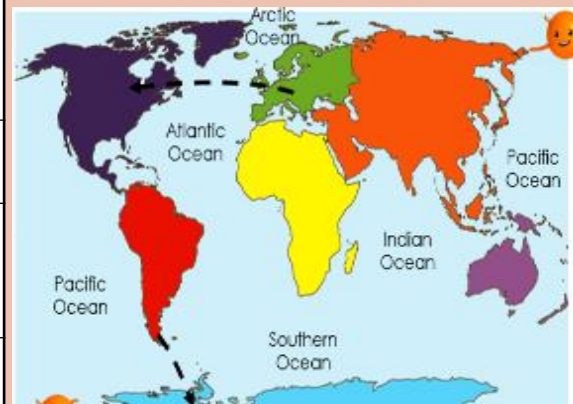 Arctic
Ocean
Atlantic
Ocean
Pacific
Ocean
Indian
Ocean
Pacific
Ocean
Southern
Ocean